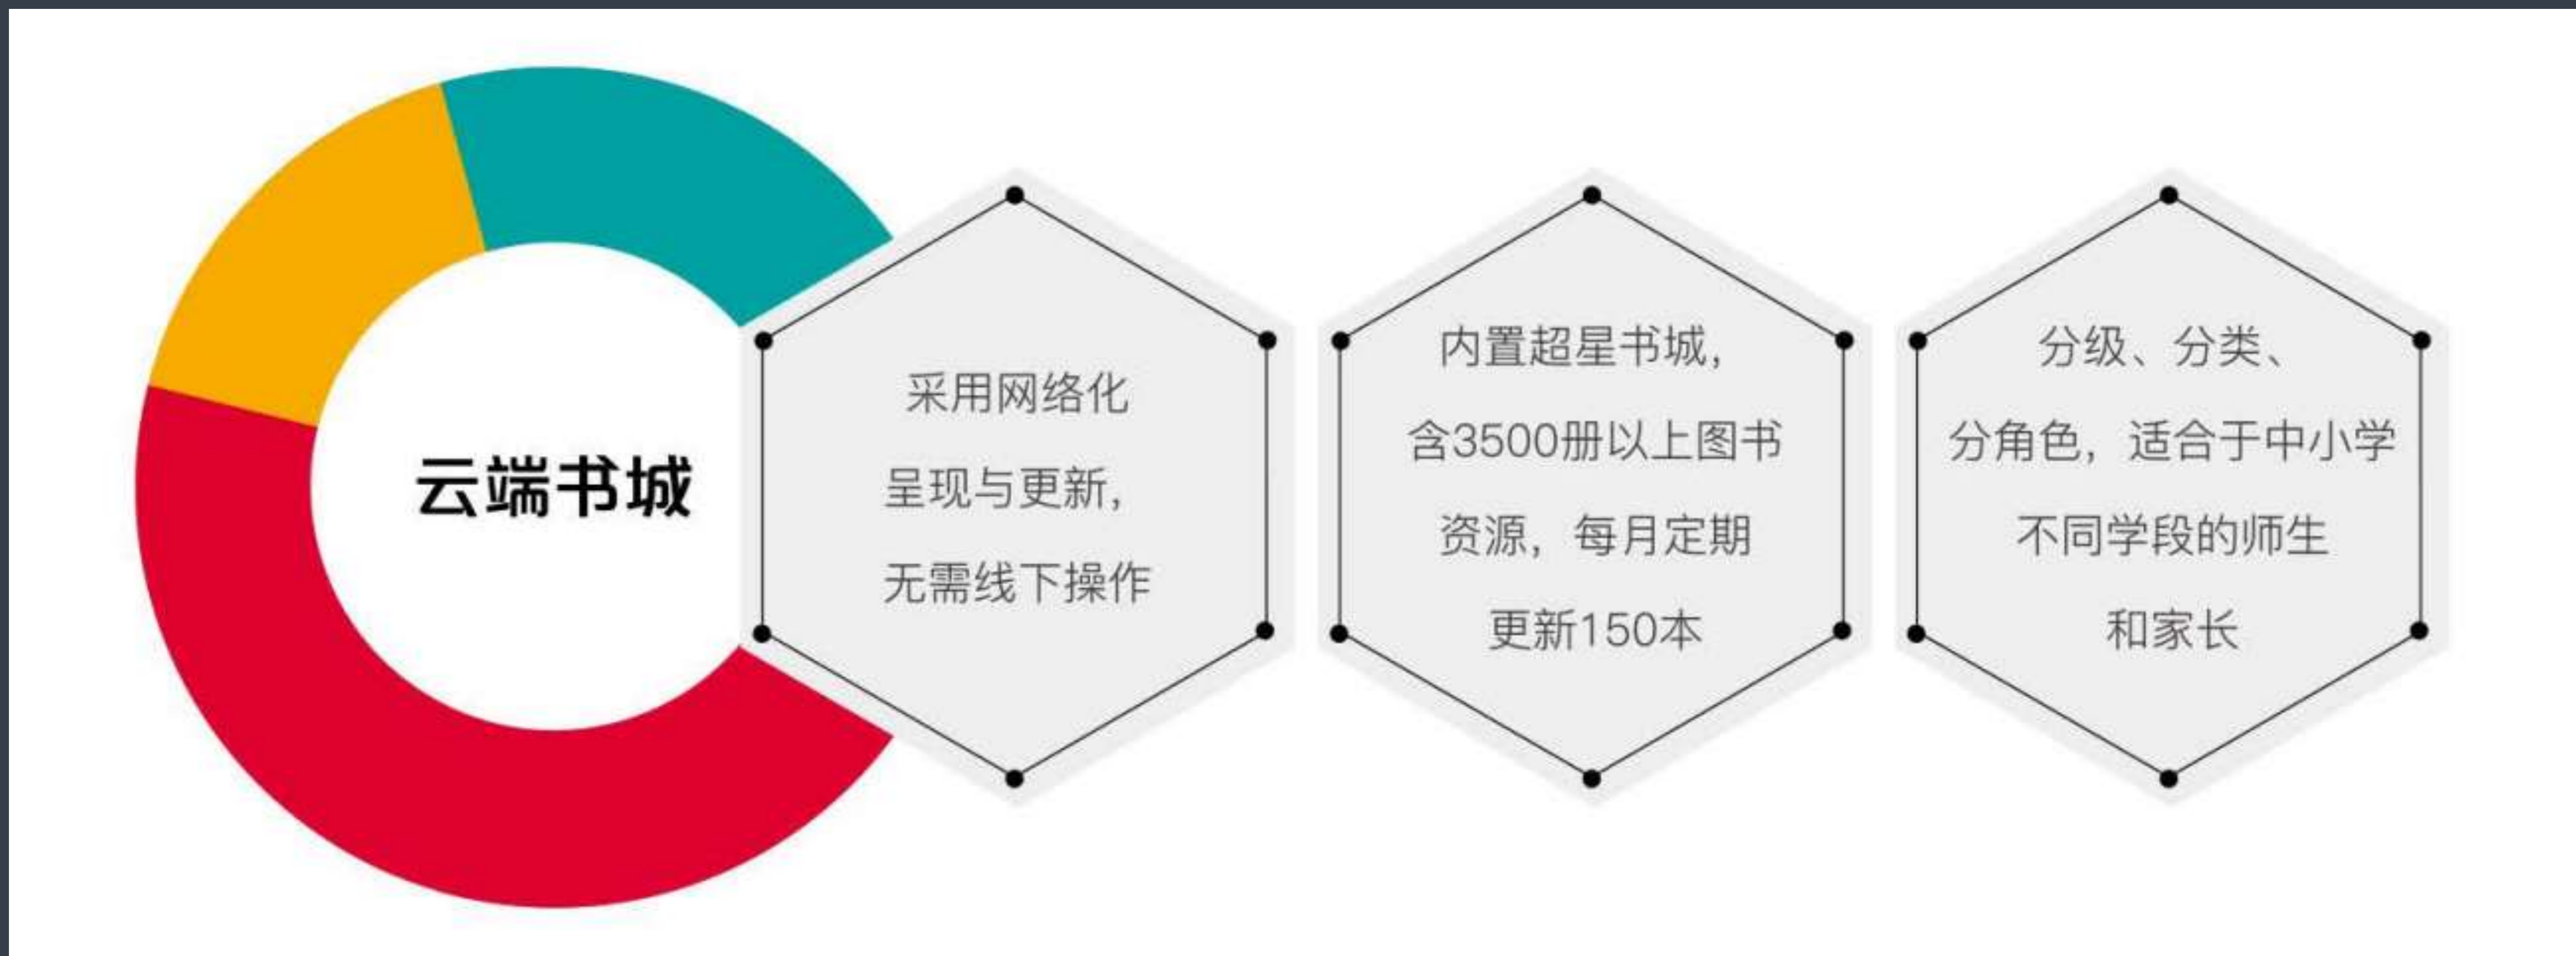 云端书城
采用网络化
呈现与更新，
无需线下操作
内置超星书城，
含3500册以上图书
资源，每月定期
更新150本
分级、分类、
分角色，适合于中小学
不同学段的师生
和家长